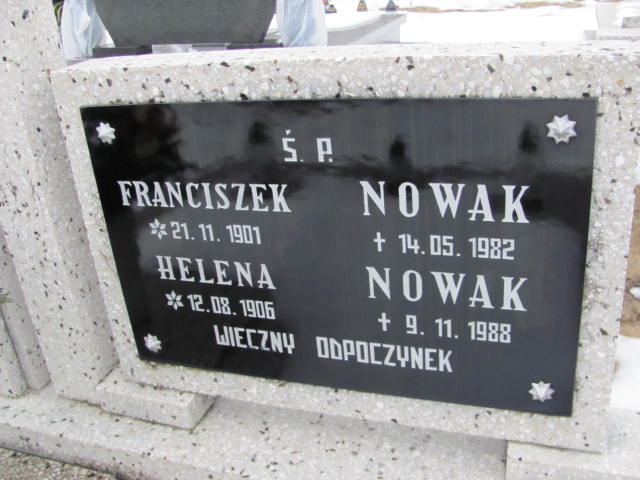 Ś. P.
FRANCISZEK NOWAK
21. 11. 1901 † 14. 05. 1982
HELENA NOWAK
12. 08. 1906 † 9. 11. 1988
WIECZNY ODPOCZYNEK